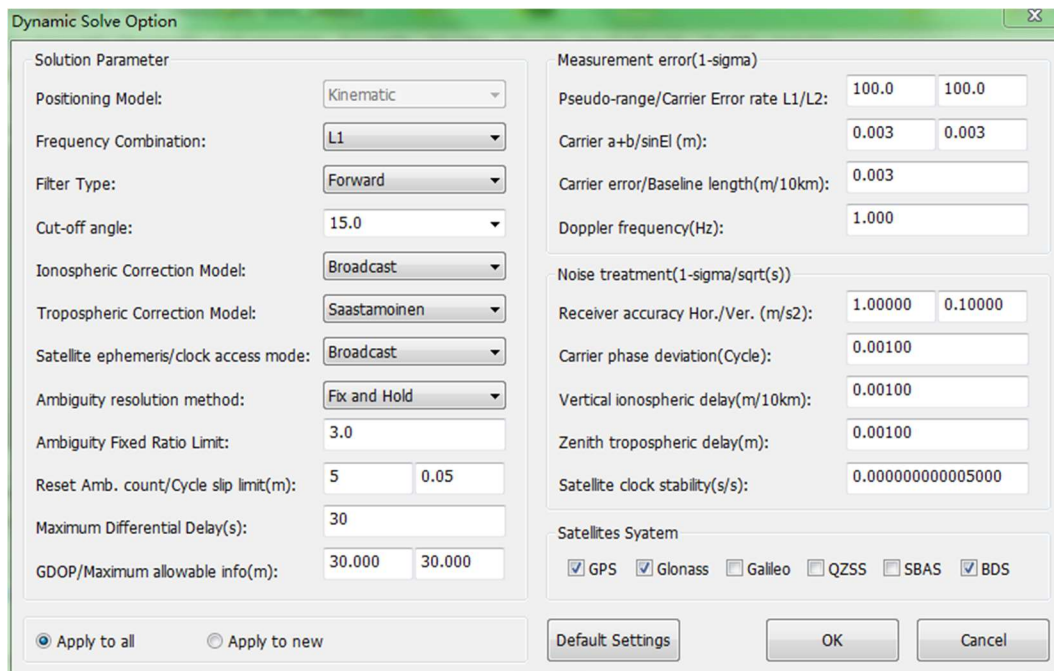 Dynamic Solve Option
Solution Parameter
Positioning Model: Kinematic
Frequency Combination: L1
Filter Type: Forward
Cut-off angle: 15.0
Ionospheric Correction Model: Broadcast
Tropospheric Correction Model: Saastamoinen
Satellite ephemeris/clock access mode: Broadcast
Ambiguity resolution method: Fix and Hold
Ambiguity Fixed Ratio Limit: 3.0
Reset Amb. count/Cycle slip limit(m): 5 0.05
Maximum Differential Delay(s): 30
GDOP/Maximum allowable info(m): 30.000 30.000
Apply to all Apply to new
Measurement error(1-sigma)
Pseudo-range/Carrier Error rate L1/L2: 100.0 100.0
Carrier a+b/sinEl (m): 0.003 0.003
Carrier error/Baseline length(m/10km): 0.003
Doppler frequency(Hz): 1.000
Noise treatment(1-sigma/sqrt(s))
Receiver accuracy Hor./Ver. (m/s2): 1.00000 0.10000
Carrier phase deviation(Cycle): 0.00100
Vertical ionospheric delay(m/10km): 0.00100
Zenith tropospheric delay(m): 0.00100
Satellite clock stability(s/s): 0.000000000005000
Satellites Syatem
GPS Glonass Galileo QZSS SBAS BDS
Default Settings OK Cancel